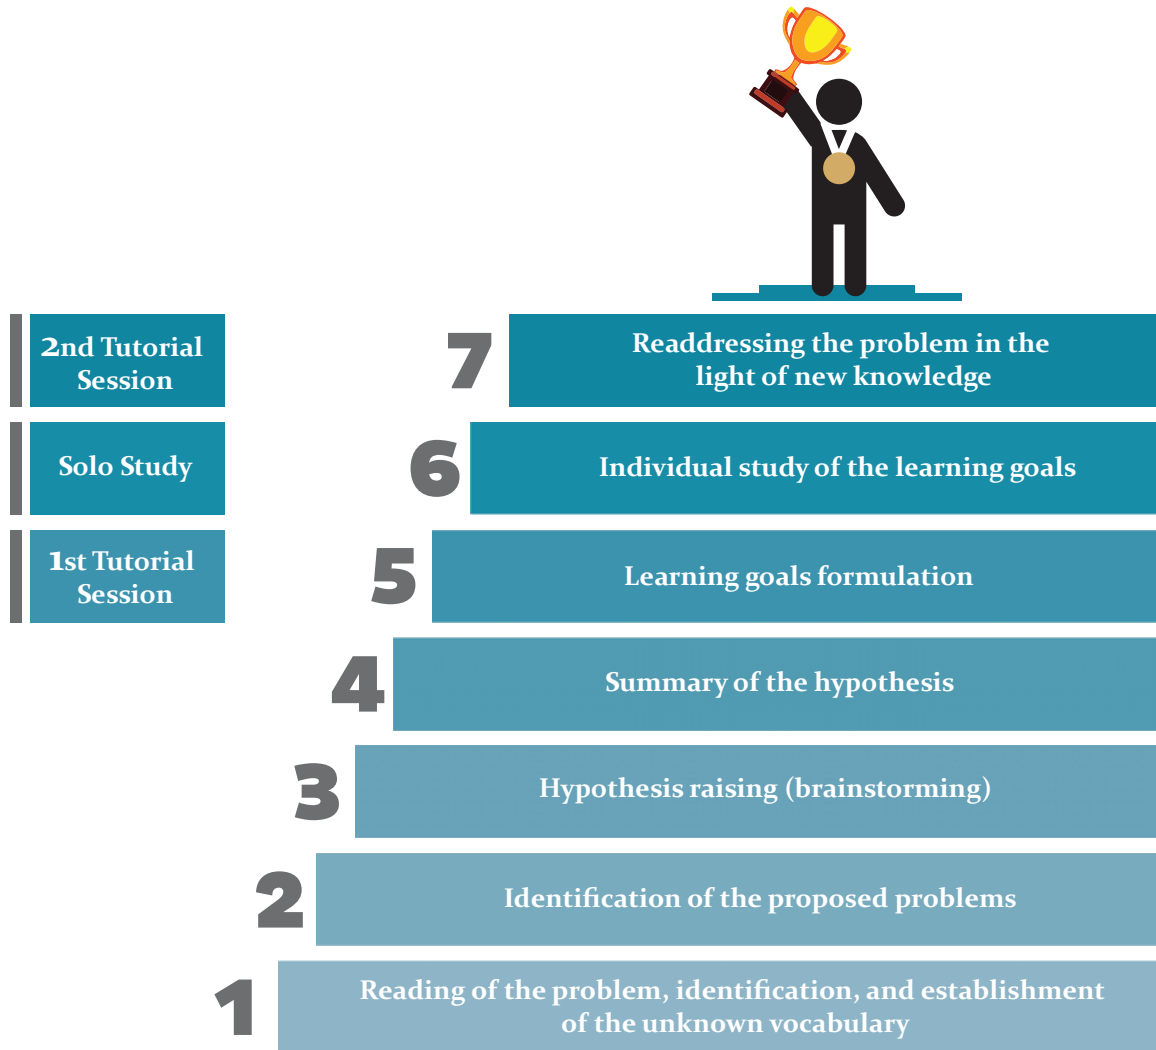 2nd Tutorial
Session
7
Readdressing the problem in the
light of new knowledge
Solo Study
6
Individual study of the learning goals
1st Tutorial
Session
5
Learning goals formulation
4
Summary of the hypothesis
3
Hypothesis raising (brainstorming)
2
Identification of the proposed problems
1
Reading of the problem, identification, and establishment
of the unknown vocabulary